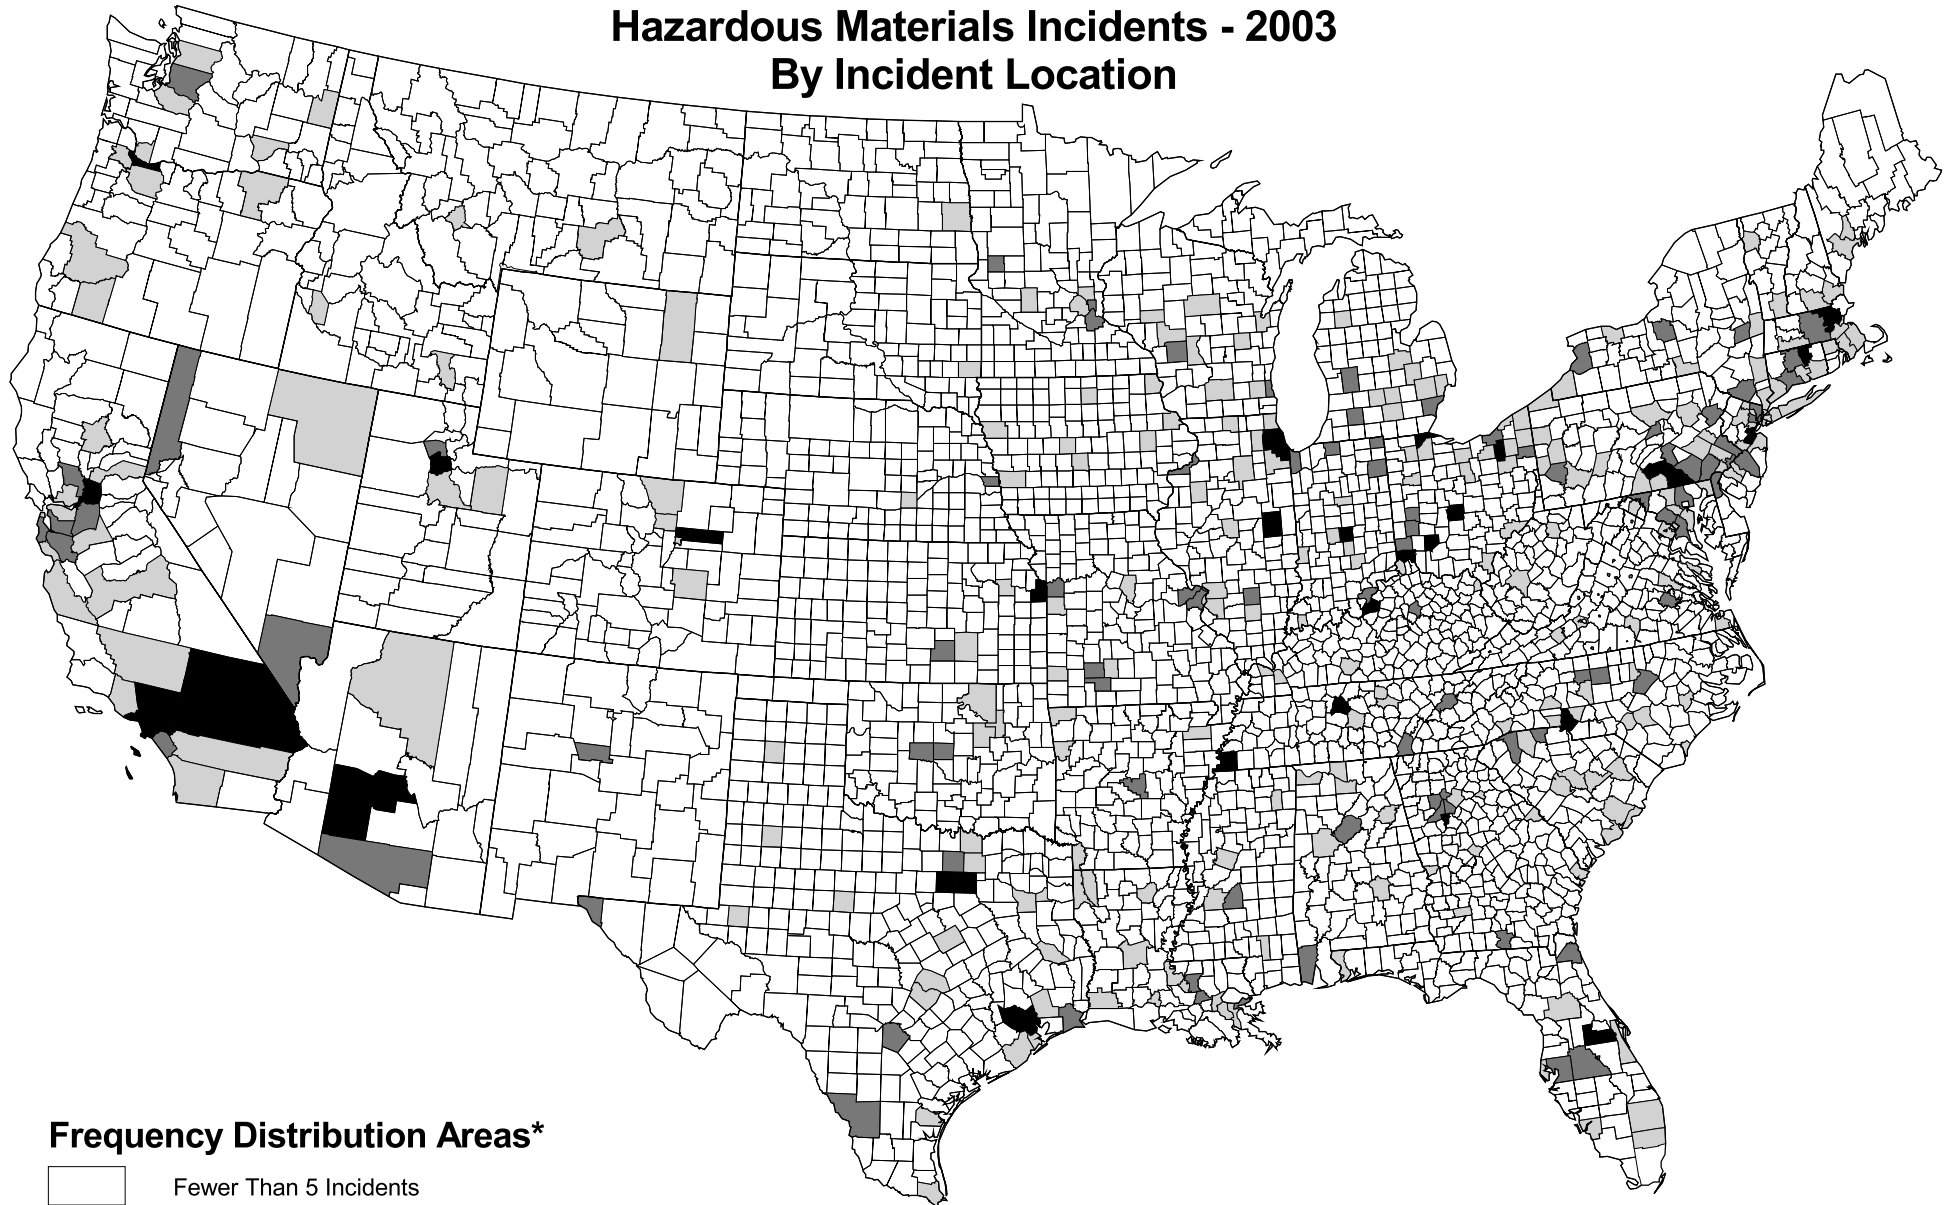 Hazardous Materials Incidents - 2003
By Incident Location
Frequency Distribution Areas*
Fewer Than 5 Incidents